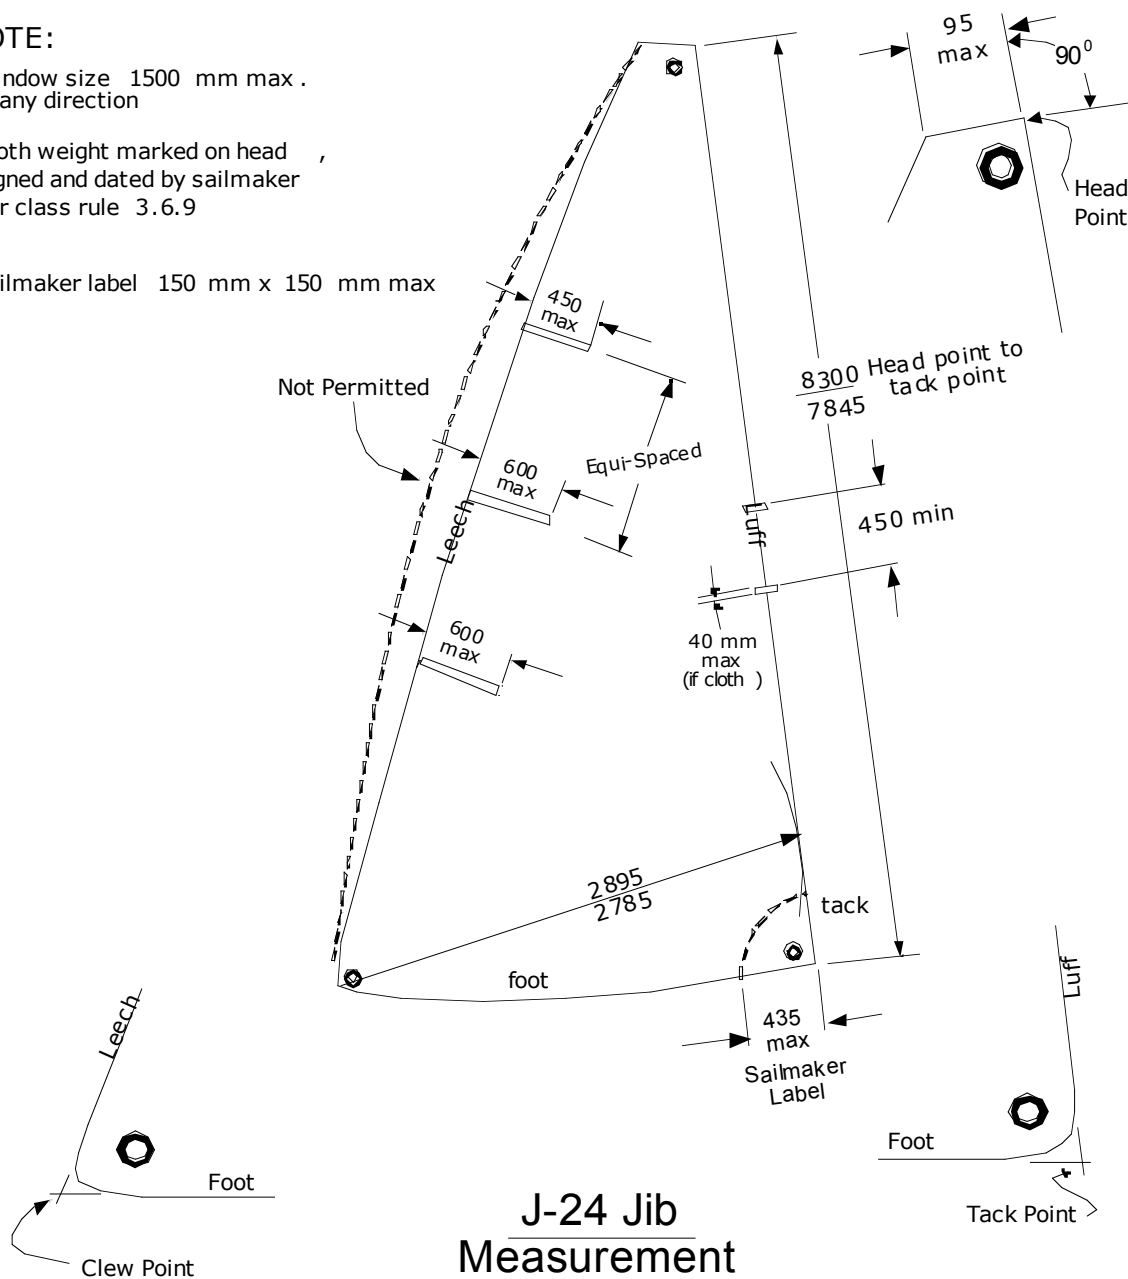 OTE:
ndow size 1500 mm max .
any direction
oth weight marked on head ,
gned and dated by sailmaker
r class rule 3.6.9
ilmaker label 150 mm x 150 mm max
95
max
90⁰
Head
Point
450
max
Not Permitted
8300 Head point to
7845 tack point
Equi-Spaced
600
max
Leech
Luff
450 min
600
max
40 mm
max
(if cloth )
2895
2785
tack
foot
435
max
Sailmaker
Label
Leech
Foot
Clew Point
Luff
Foot
Tack Point
J-24 Jib
Measurement